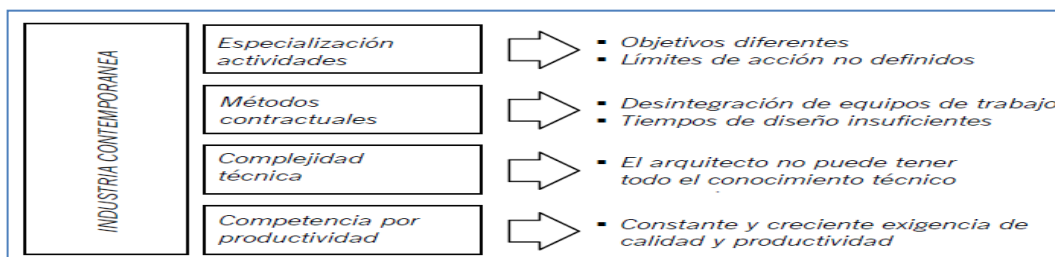 INDUSTRIA CONTEMPORANEA
Especialización
actividades
▪ Objetivos diferentes
▪ Límites de acción no definidos
Métodos
contractuales
▪ Desintegración de equipos de trabajo
▪ Tiempos de diseño insuficientes
Complejidad
técnica
▪ El arquitecto no puede tener
todo el conocimiento técnico
Competencia por
productividad
▪ Constante y creciente exigencia de
calidad y productividad